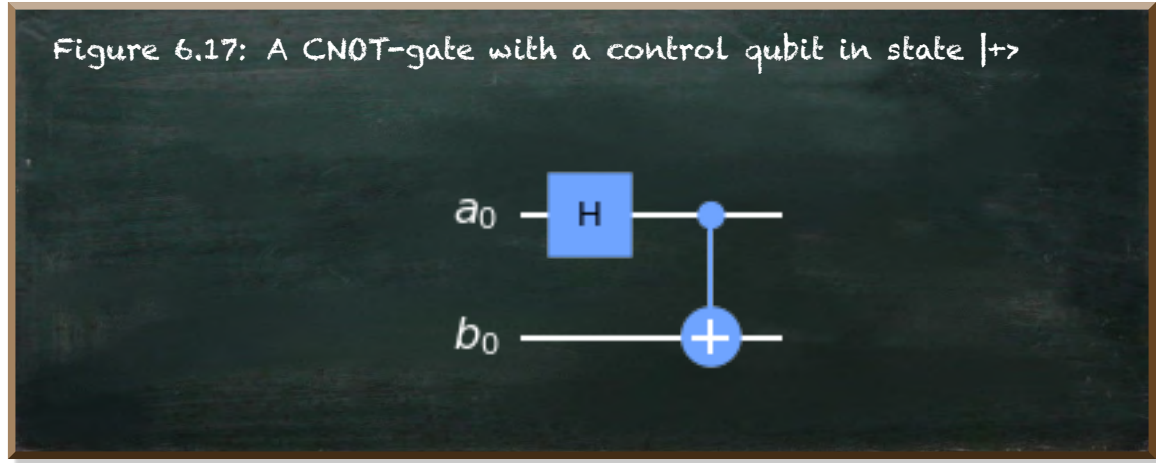 Figure 6.17: A CNOT-gate with a control qubit in state |+>
a0
H
b0